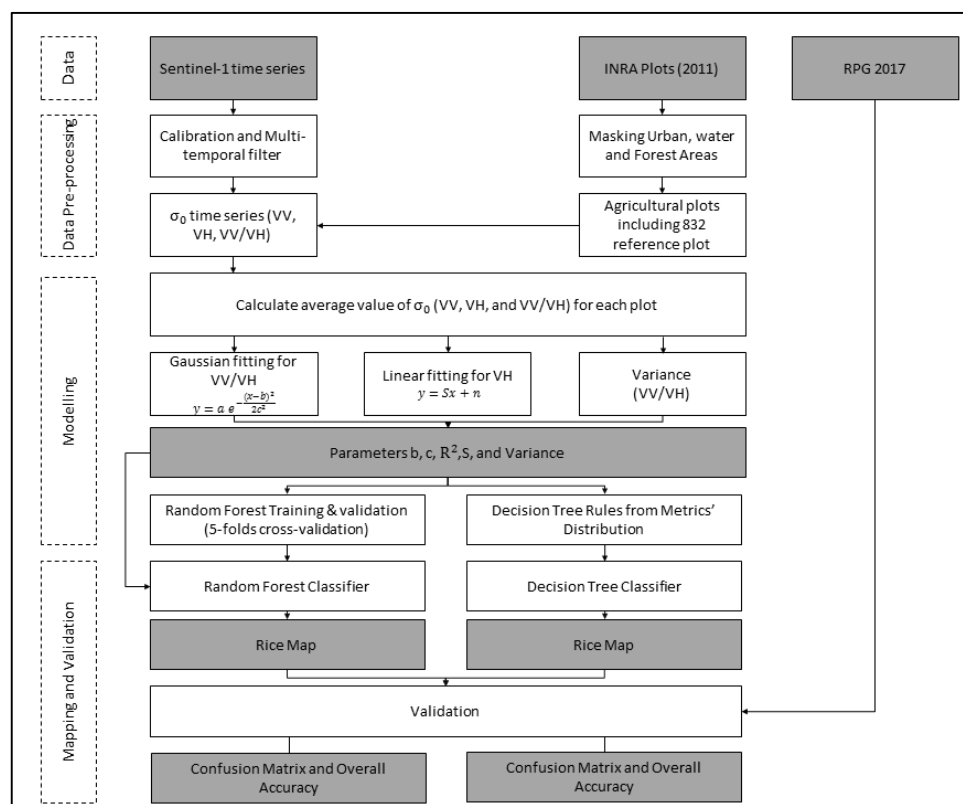 Data
Sentinel-1 time series
INRA Plots (2011)
RPG 2017
Data Pre-processing
Calibration and Multi-
temporal filter
Masking Urban, water
and Forest Areas
σ₀ time series (VV,
VH, VV/VH)
Agricultural plots
including 832
reference plot
Modelling
Calculate average value of σ₀ (VV, VH, and VV/VH) for each plot
Gaussian fitting for
VV/VH
y = a e^{-\frac{(x-b)^2}{2c^2}}
Linear fitting for VH
y = Sx + n
Variance
(VV/VH)
Parameters b, c, R²,S, and Variance
Random Forest Training & validation
(5-folds cross-validation)
Decision Tree Rules from Metrics’
Distribution
Mapping and Validation
Random Forest Classifier
Decision Tree Classifier
Rice Map
Rice Map
Validation
Confusion Matrix and Overall
Accuracy
Confusion Matrix and Overall
Accuracy